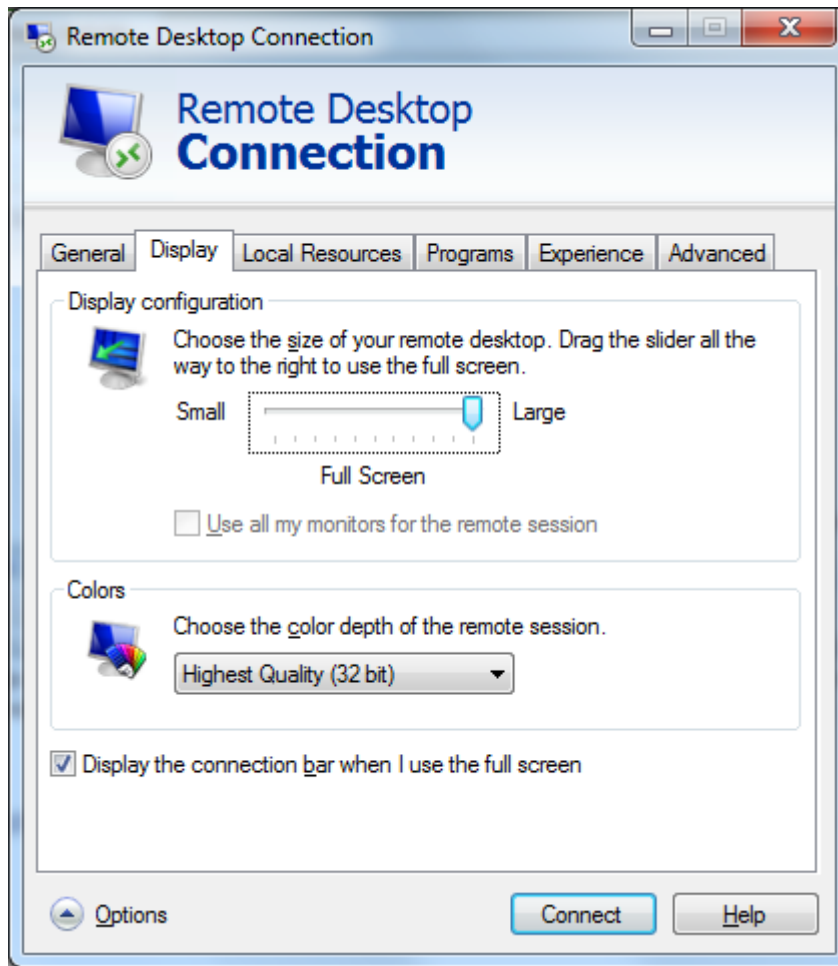 Remote Desktop Connection
Remote Desktop
Connection
General Display Local Resources Programs Experience Advanced
Display configuration
Choose the size of your remote desktop. Drag the slider all the
way to the right to use the full screen.
Small Large
Full Screen
Use all my monitors for the remote session
Colors
Choose the color depth of the remote session.
Highest Quality (32 bit)
Display the connection bar when I use the full screen
Options Connect Help